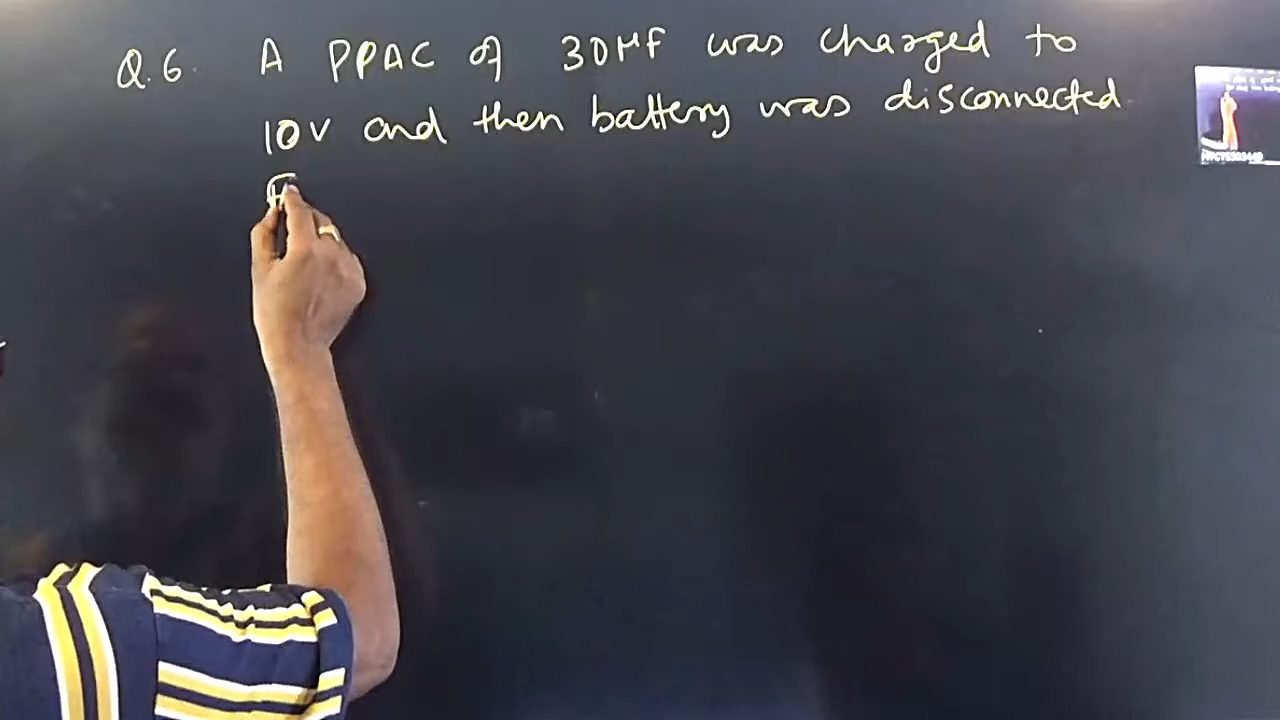 Q.6. A PPAC of 30μF was charged to
10V and then battery was disconnected